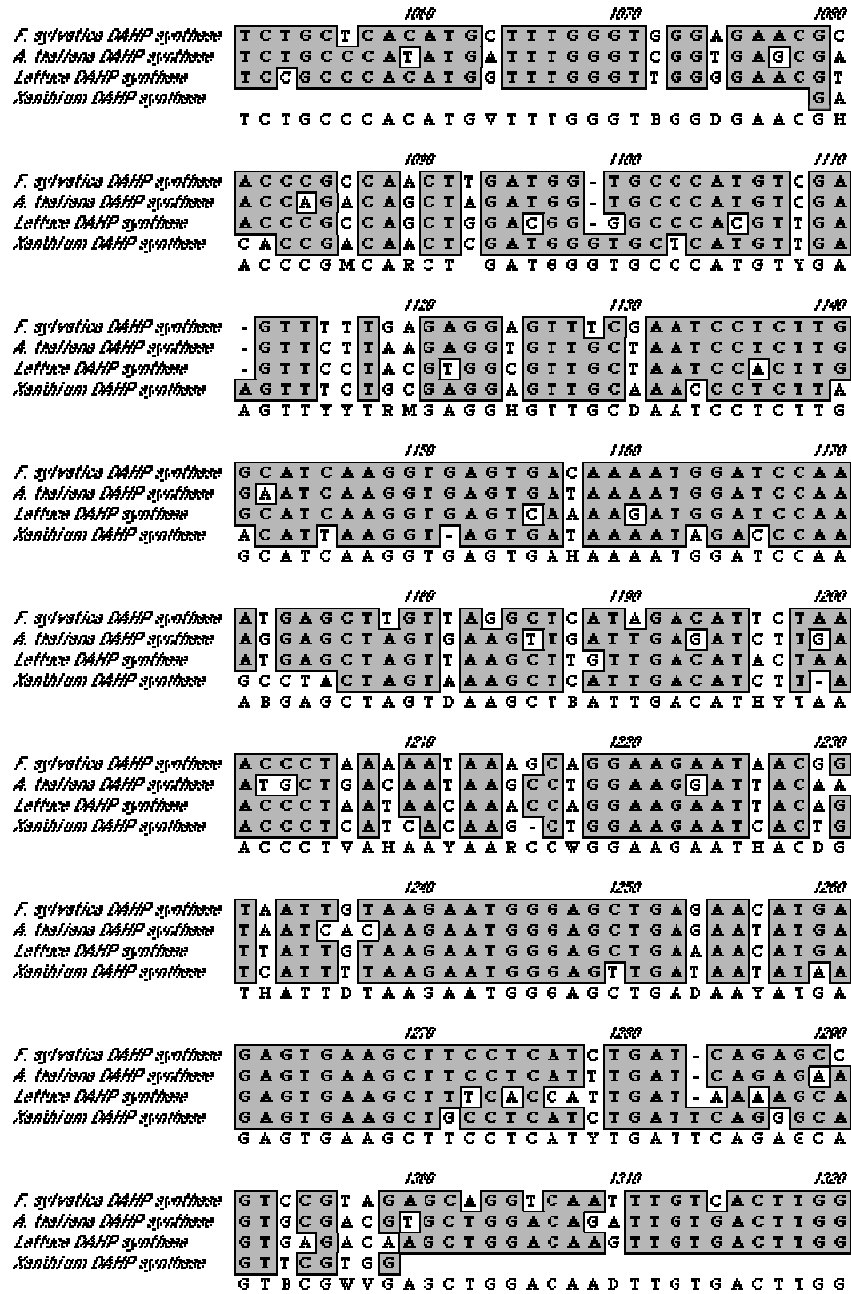 1060 1070 1080
F. sylvatica DAHP synthase T C T G C T C A C A T G C T T T G G G T G G G A G A A C G C
A. thaliana DAHP synthase T C T G C C C A T A T G A T T T G G G T C G G T G A G C G A
Lettuce DAHP synthase T C C G C C C A C A T G G T T T G G G T T G G G G A A C G T
Xanthium DAHP synthase G A
T C T G C C C A C A T G V T T T G G G T B G G D G A A C G H
1090 1100 1110
F. sylvatica DAHP synthase A C C C G C C A A C T T G A T G G - T G C C C A T G T C G A
A. thaliana DAHP synthase A C C A G A C A G C T A G A T G G - T G C C C A T G T C G A
Lettuce DAHP synthase A C C C G C C A G C T G G A C G G - G G C C C A C G T T G A
Xanthium DAHP synthase C A C C G A C A A C T C G A T G G G T G C T C A T G T T G A
A C C C G M C A R C T G A T G G G T G C C C A T G T Y G A
1120 1130 1140
F. sylvatica DAHP synthase - G T T T T T G A G A G G A G T T T C G A A T C C T C T T G
A. thaliana DAHP synthase - G T T C T T A A G A G G T G T T G C T A A T C C T C T T G
Lettuce DAHP synthase - G T T C C T A C G T G G C G T T G C T A A T C C A C T T G
Xanthium DAHP synthase A G T T T C T G C G A G G A G T T G C A A A C C C T C T T A
A G T T Y Y T R M G A G G H G T T G C D A A T C C T C T T G
1150 1160 1170
F. sylvatica DAHP synthase G C A T C A A G G T G A G T G A C A A A A T G G A T C C A A
A. thaliana DAHP synthase G A A T C A A G G T G A G T G A T A A A A T G G A T C C A A
Lettuce DAHP synthase G C A T C A A G G T G A G T C A A A A G A T G G A T C C A A
Xanthium DAHP synthase A C A T T A A G G T - A G T G A T A A A A T A G A C C C A A
G C A T C A A G G T G A G T G A H A A A A T G G A T C C A A
1180 1190 1200
F. sylvatica DAHP synthase A T G A G C T T G T T A G G C T C A T A G A C A T T C T A A
A. thaliana DAHP synthase A G G A G C T A G T G A A G T T G A T T G A G A T C T T G A
Lettuce DAHP synthase A T G A G C T A G T T A A G C T T G T T G A C A T A C T A A
Xanthium DAHP synthase G C C T A C T A G T A A A G C T C A T T G A C A T C T T - A
A B G A G C T A G T D A A G C T B A T T G A C A T H Y T A A
1210 1220 1230
F. sylvatica DAHP synthase A C C C T A A A A A T A A A G C A G G A A G A A T A A C G G
A. thaliana DAHP synthase A T G C T G A C A A T A A G C C T G G A A G G A T T A C A A
Lettuce DAHP synthase A C C C T A A T A A C A A A C C A G G A A G A A T T A C A G
Xanthium DAHP synthase A C C C T C A T C A C A A G - C T G G A A G A A T C A C T G
A C C C T V A H A A Y A A R C C W G G A A G A A T H A C D G
1240 1250 1260
F. sylvatica DAHP synthase T A A T T G T A A G A A T G G G A G C T G A G A A C A T G A
A. thaliana DAHP synthase T A A T C A C A A G A A T G G G A G C T G A G A A T A T G A
Lettuce DAHP synthase T T A T T G T A A G A A T G G G A G C T G A A A A C A T G A
Xanthium DAHP synthase T C A T T T T A A G A A T G G G A G T T G A T A A T A T A A
T H A T T D T A A G A A T G G G A G C T G A D A A Y A T G A
1270 1280 1290
F. sylvatica DAHP synthase G A G T G A A G C T T C C T C A T C T G A T - C A G A G C C
A. thaliana DAHP synthase G A G T G A A G C T T C C T C A T T T G A T - C A G A G A A
Lettuce DAHP synthase G A G T G A A G C T T T C A C C A T T G A T - A A A A G C A
Xanthium DAHP synthase G A G T G A A G C T G C C T C A T C T G A T T C A G G G C A
G A G T G A A G C T T C C T C A T Y T G A T T C A G A G C A
1300 1310 1320
F. sylvatica DAHP synthase G T C C G T A G A G C A G G T C A A T T T G T C A C T T G G
A. thaliana DAHP synthase G T G C G A C G T G C T G G A C A G A T T G T G A C T T G G
Lettuce DAHP synthase G T G A G A C A A G C T G G A C A A G T T G T G A C T T G G
Xanthium DAHP synthase G T T C G T G G
G T B C G W V G A G C T G G A C A A D T T G T G A C T T G G